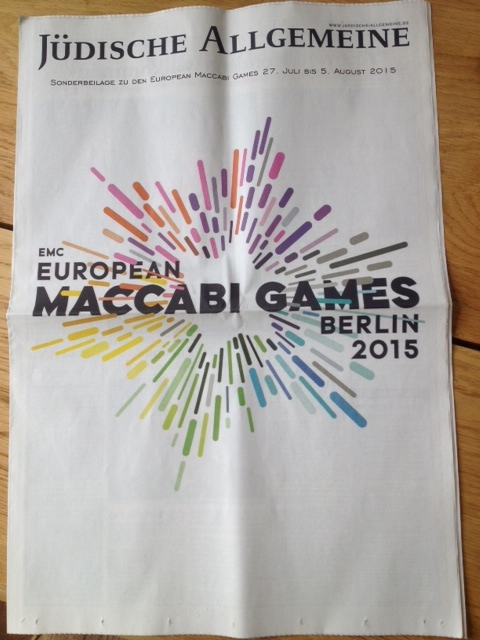 WWW.JUEDISCHE-ALLGEMEINE.DE
JÜDISCHE ALLGEMEINE
SONDERBEILAGE ZU DEN EUROPEAN MACCABI GAMES 27. JULI BIS 5. AUGUST 2015
EMC
EUROPEAN
MACCABI GAMES
BERLIN
2015